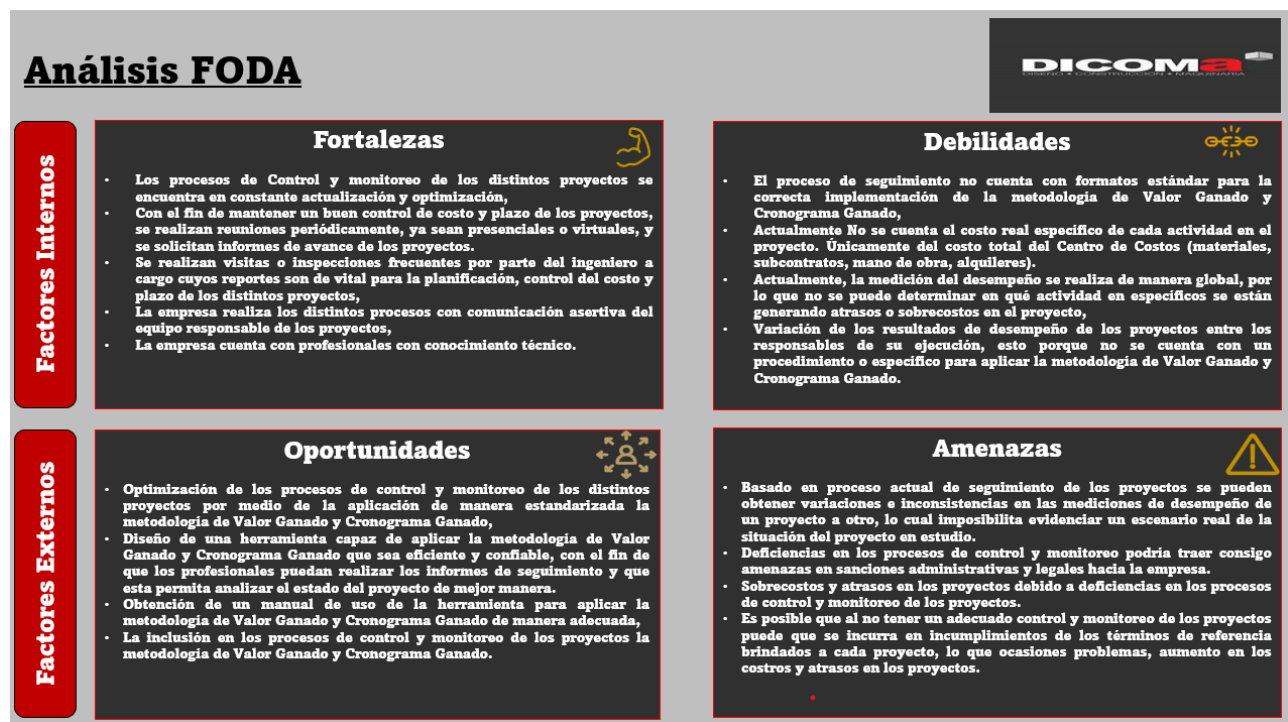 Análisis FODA
DICOMa
DISEÑO • CONSTRUCCIÓN • MAQUINARIA
Factores Internos
Fortalezas
• Los procesos de Control y monitoreo de los distintos proyectos se
encuentra en constante actualización y optimización,
• Con el fin de mantener un buen control de costo y plazo de los proyectos,
se realizan reuniones periódicamente, ya sean presenciales o virtuales, y
se solicitan informes de avance de los proyectos.
• Se realizan visitas o inspecciones frecuentes por parte del ingeniero a
cargo cuyos reportes son de vital para la planificación, control del costo y
plazo de los distintos proyectos,
• La empresa realiza los distintos procesos con comunicación asertiva del
equipo responsable de los proyectos,
• La empresa cuenta con profesionales con conocimiento técnico.
Debilidades
• El proceso de seguimiento no cuenta con formatos estándar para la
correcta implementación de la metodología de Valor Ganado y
Cronograma Ganado,
• Actualmente No se cuenta el costo real específico de cada actividad en el
proyecto. Únicamente del costo total del Centro de Costos (materiales,
subcontratos, mano de obra, alquileres).
• Actualmente, la medición del desempeño se realiza de manera global, por
lo que no se puede determinar en qué actividad en específicos se están
generando atrasos o sobrecostos en el proyecto,
• Variación de los resultados de desempeño de los proyectos entre los
responsables de su ejecución, esto porque no se cuenta con un
procedimiento o específico para aplicar la metodología de Valor Ganado y
Cronograma Ganado.
Factores Externos
Oportunidades
• Optimización de los procesos de control y monitoreo de los distintos
proyectos por medio de la aplicación de manera estandarizada la
metodología de Valor Ganado y Cronograma Ganado,
• Diseño de una herramienta capaz de aplicar la metodología de Valor
Ganado y Cronograma Ganado que sea eficiente y confiable, con el fin de
que los profesionales puedan realizar los informes de seguimiento y que
esta permita analizar el estado del proyecto de mejor manera.
• Obtención de un manual de uso de la herramienta para aplicar la
metodología de Valor Ganado y Cronograma Ganado de manera adecuada,
• La inclusión en los procesos de control y monitoreo de los proyectos la
metodología de Valor Ganado y Cronograma Ganado.
Amenazas
• Basado en proceso actual de seguimiento de los proyectos se pueden
obtener variaciones e inconsistencias en las mediciones de desempeño de
un proyecto a otro, lo cual imposibilita evidenciar un escenario real de la
situación del proyecto en estudio.
• Deficiencias en los procesos de control y monitoreo podría traer consigo
amenazas en sanciones administrativas y legales hacia la empresa.
• Sobrecostos y atrasos en los proyectos debido a deficiencias en los procesos
de control y monitoreo de los proyectos.
• Es posible que al no tener un adecuado control y monitoreo de los proyectos
puede que se incurra en incumplimientos de los términos de referencia
brindados a cada proyecto, lo que ocasiones problemas, aumento en los
costros y atrasos en los proyectos.